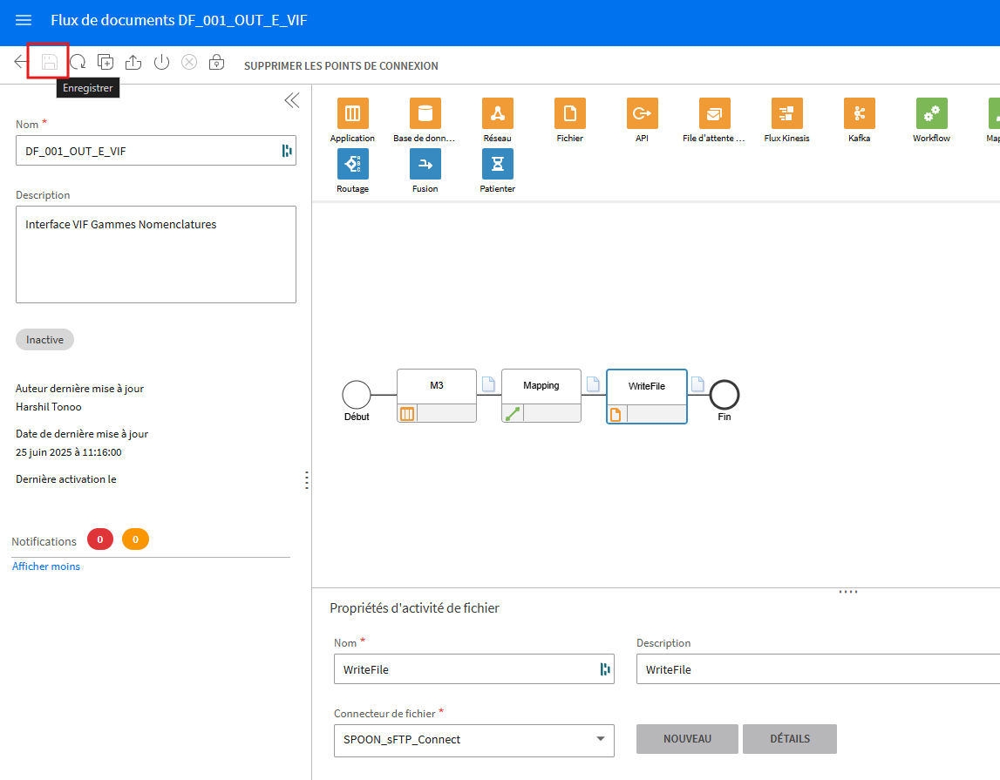 Flux de documents DF_001_OUT_E_VIF
SUPPRIMER LES POINTS DE CONNEXION
Enregistrer
Nom *
DF_001_OUT_E_VIF
Description
Interface VIF Gammes Nomenclatures
Inactive
Auteur dernière mise à jour
Harshil Tonoo
Date de dernière mise à jour
25 juin 2025 à 11:16:00
Dernière activation le
Notifications 0 0
Afficher moins
Application Base de donn... Réseau Fichier API File d'attente ... Flux Kinesis Kafka Workflow Map
Routage Fusion Patienter
M3 Mapping WriteFile
Début Fin
Propriétés d'activité de fichier
Nom * Description
WriteFile WriteFile
Connecteur de fichier *
SPOON_sFTP_Connect NOUVEAU DÉTAILS